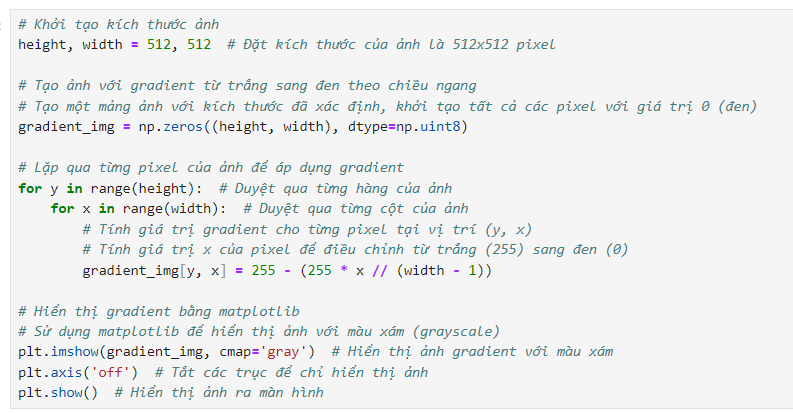 # Khởi tạo kích thước ảnh
height, width = 512, 512  # Đặt kích thước của ảnh là 512x512 pixel
# Tạo ảnh với gradient từ trắng sang đen theo chiều ngang
# Tạo một mảng ảnh với kích thước đã xác định, khởi tạo tất cả các pixel với giá trị 0 (đen)
gradient_img = np.zeros((height, width), dtype=np.uint8)
# Lặp qua từng pixel của ảnh để áp dụng gradient
for y in range(height):  # Duyệt qua từng hàng của ảnh
    for x in range(width):  # Duyệt qua từng cột của ảnh
        # Tính giá trị gradient cho từng pixel tại vị trí (y, x)
        # Tính giá trị x của pixel để điều chỉnh từ trắng (255) sang đen (0)
        gradient_img[y, x] = 255 - (255 * x // (width - 1))
# Hiển thị gradient bằng matplotlib
# Sử dụng matplotlib để hiển thị ảnh với màu xám (grayscale)
plt.imshow(gradient_img, cmap='gray')  # Hiển thị ảnh gradient với màu xám
plt.axis('off')  # Tắt các trục để chỉ hiển thị ảnh
plt.show()  # Hiển thị ảnh ra màn hình